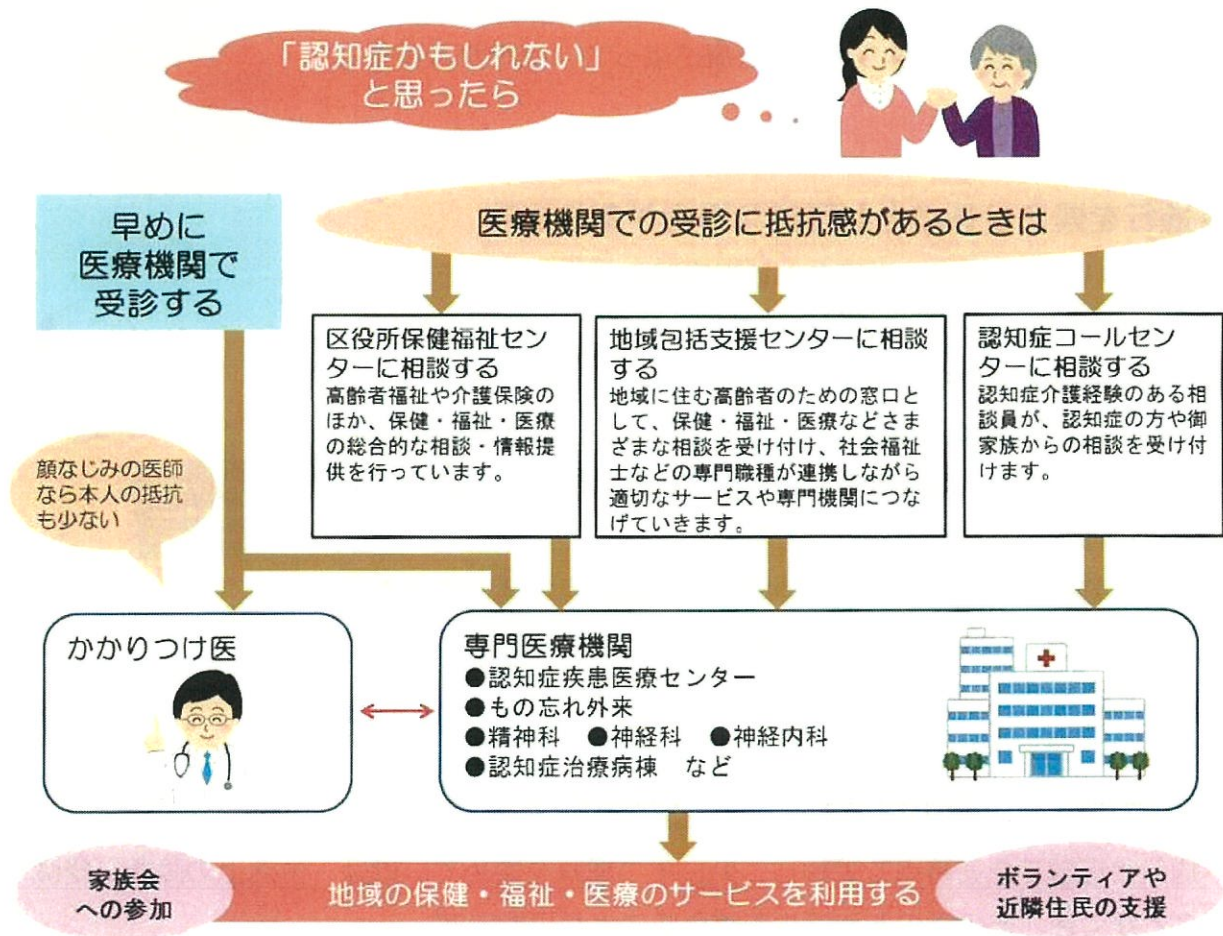 「認知症かもしれない」
と思ったら
早めに
医療機関で
受診する
医療機関での受診に抵抗感があるときは
区役所保健福祉セン
ターに相談する
高齢者福祉や介護保険の
ほか、保健・福祉・医療
の総合的な相談・情報提
供を行っています。
地域包括支援センターに相談
する
地域に住む高齢者のための窓口と
して、保健・福祉・医療などさま
ざまな相談を受け付け、社会福祉
士などの専門職種が連携しながら
適切なサービスや専門機関につな
げていきます。
認知症コールセン
ターに相談する
認知症介護経験のある相
談員が、認知症の方や御
家族からの相談を受け付
けます。
顔なじみの医師
なら本人の抵抗
も少ない
かかりつけ医
専門医療機関
●認知症疾患医療センター
●もの忘れ外来
●精神科 ●神経科 ●神経内科
●認知症治療病棟 など
家族会
への参加
地域の保健・福祉・医療のサービスを利用する
ボランティアや
近隣住民の支援